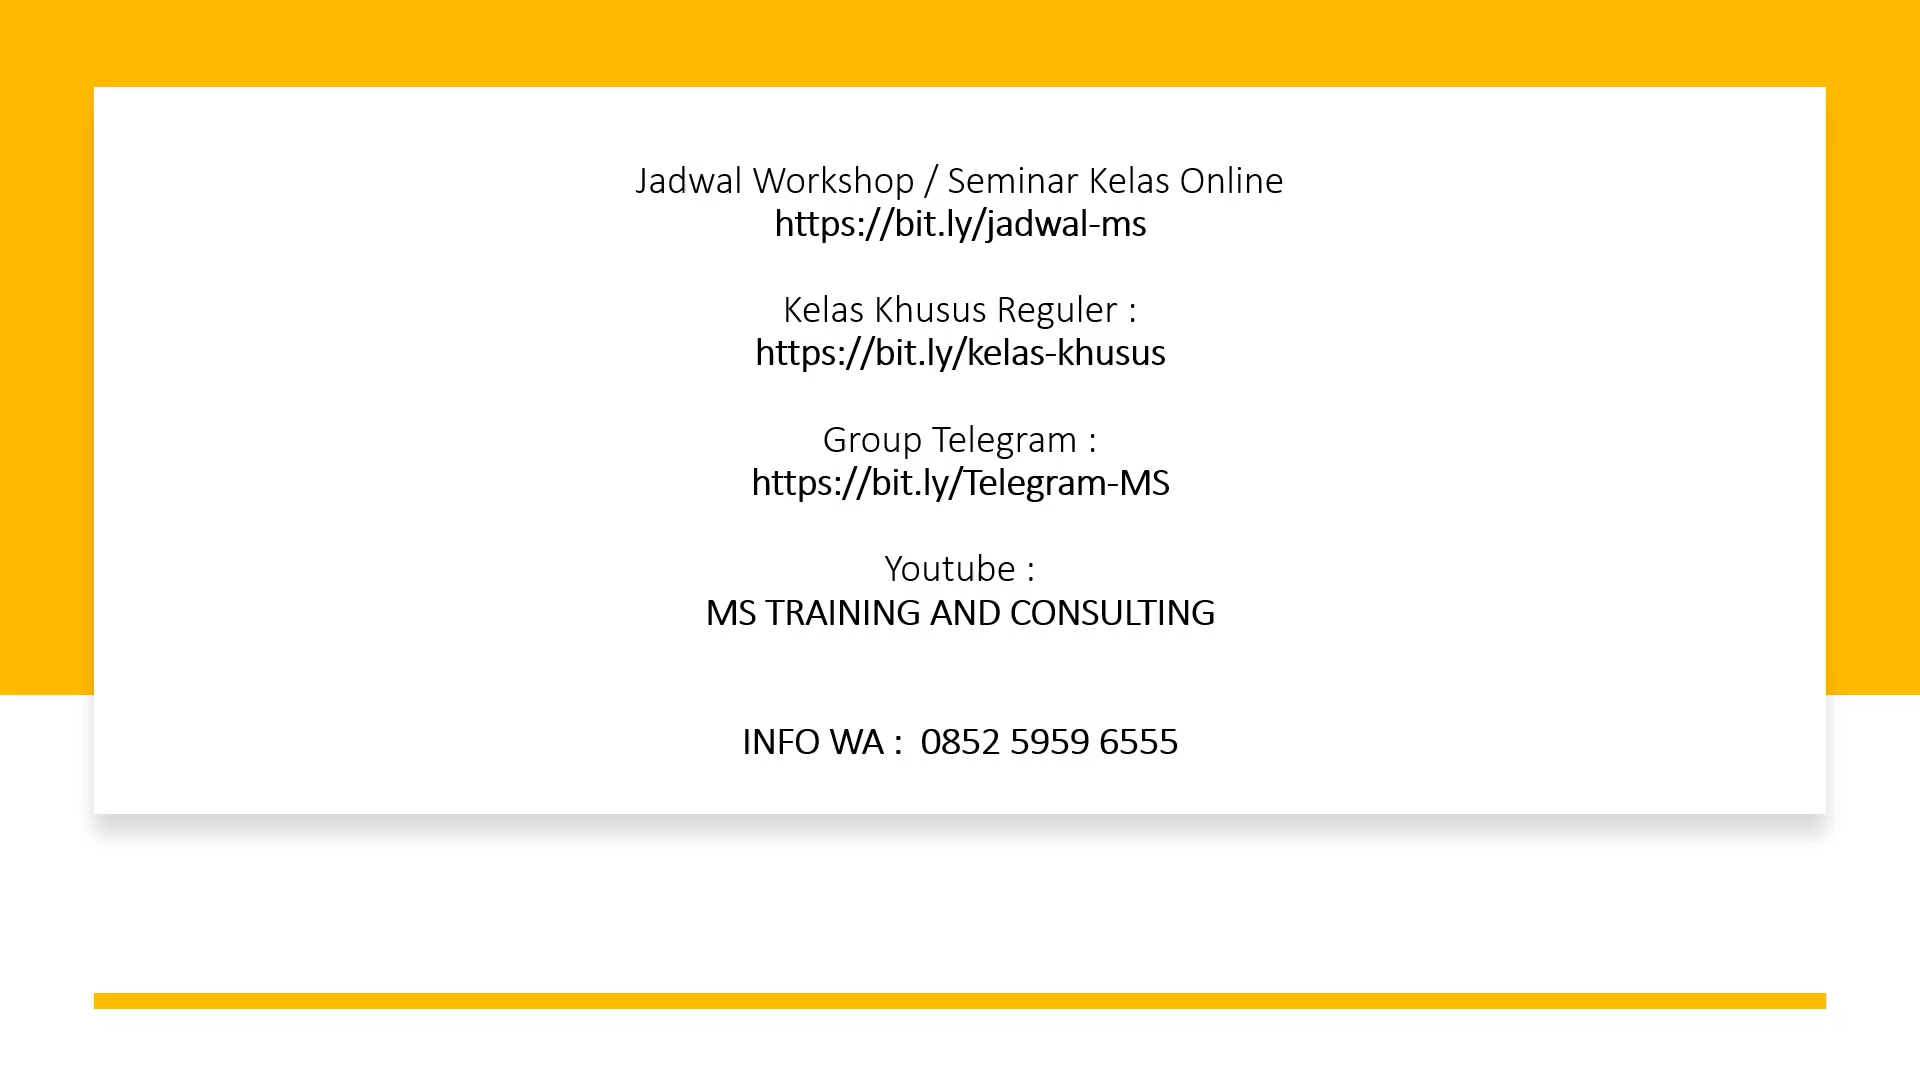 Jadwal Workshop / Seminar Kelas Online
https://bit.ly/jadwal-ms
Kelas Khusus Reguler :
https://bit.ly/kelas-khusus
Group Telegram :
https://bit.ly/Telegram-MS
Youtube :
MS TRAINING AND CONSULTING
INFO WA :  0852 5959 6555